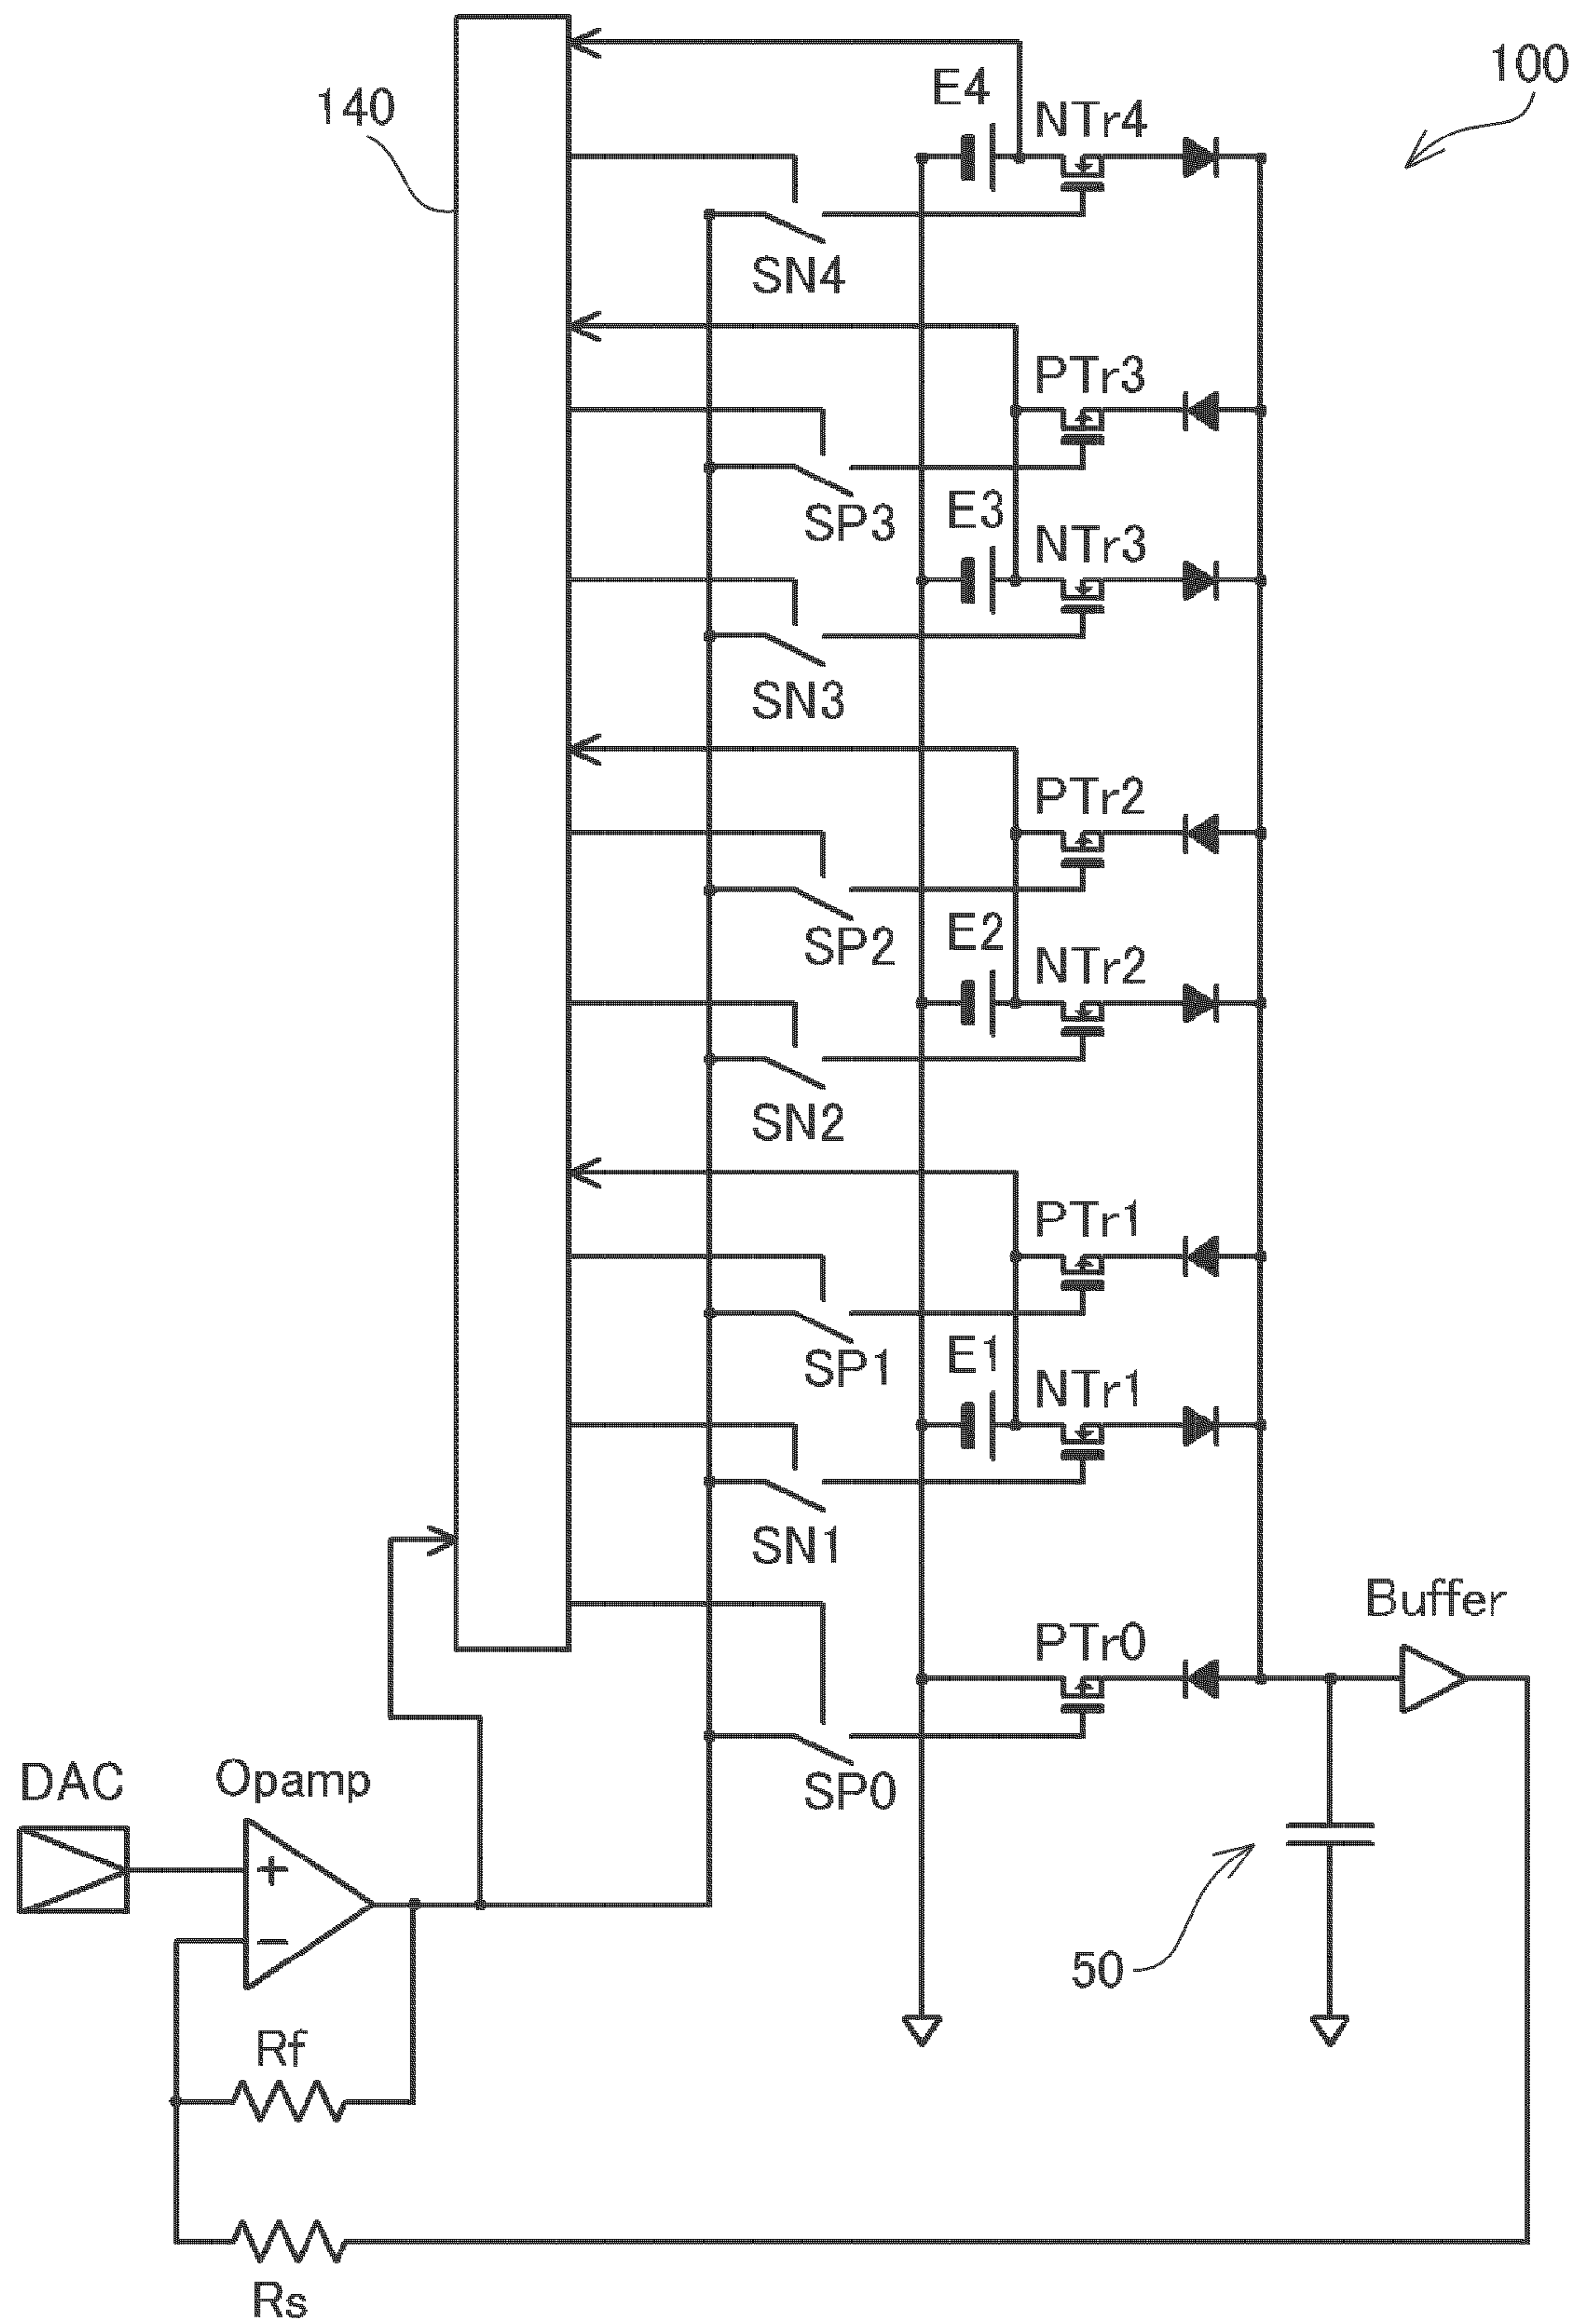 100
E4
NTr4
140
SN4
PTr3
SP3
E3
NTr3
SN3
PTr2
SP2
E2
NTr2
SN2
PTr1
SP1
E1
NTr1
SN1
Buffer
PTr0
SP0
DAC
Opamp
+
−
50
Rf
Rs